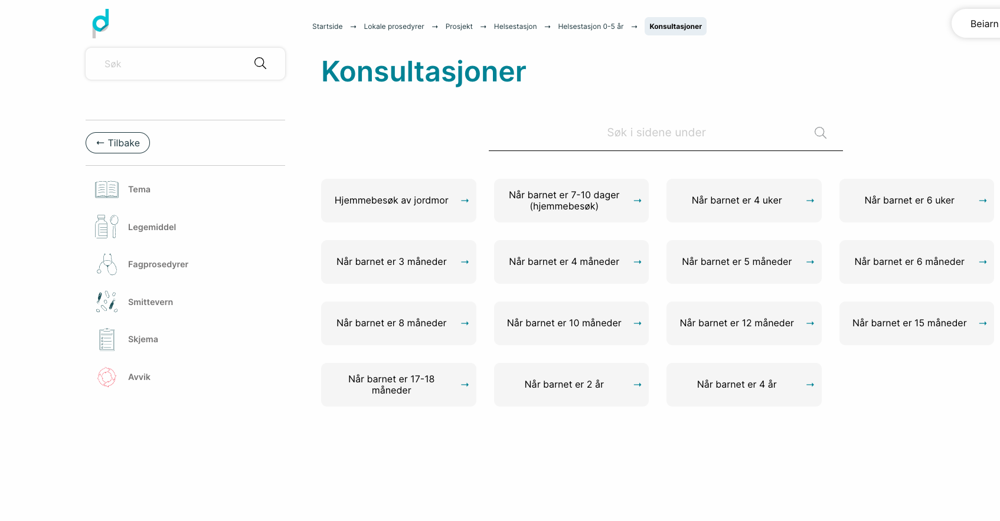 Startside → Lokale prosedyrer → Prosjekt → Helsestasjon → Helsestasjon 0-5 år → Konsultasjoner
Beiarn
Søk
Konsultasjoner
Søk i sidene under
← Tilbake
Tema
Legemiddel
Fagprosedyrer
Smittevern
Skjema
Avvik
Hjemmebesøk av jordmor →
Når barnet er 7-10 dager
(hjemmebesøk) →
Når barnet er 4 uker →
Når barnet er 6 uker →
Når barnet er 3 måneder →
Når barnet er 4 måneder →
Når barnet er 5 måneder →
Når barnet er 6 måneder →
Når barnet er 8 måneder →
Når barnet er 10 måneder →
Når barnet er 12 måneder →
Når barnet er 15 måneder →
Når barnet er 17-18
måneder →
Når barnet er 2 år →
Når barnet er 4 år →